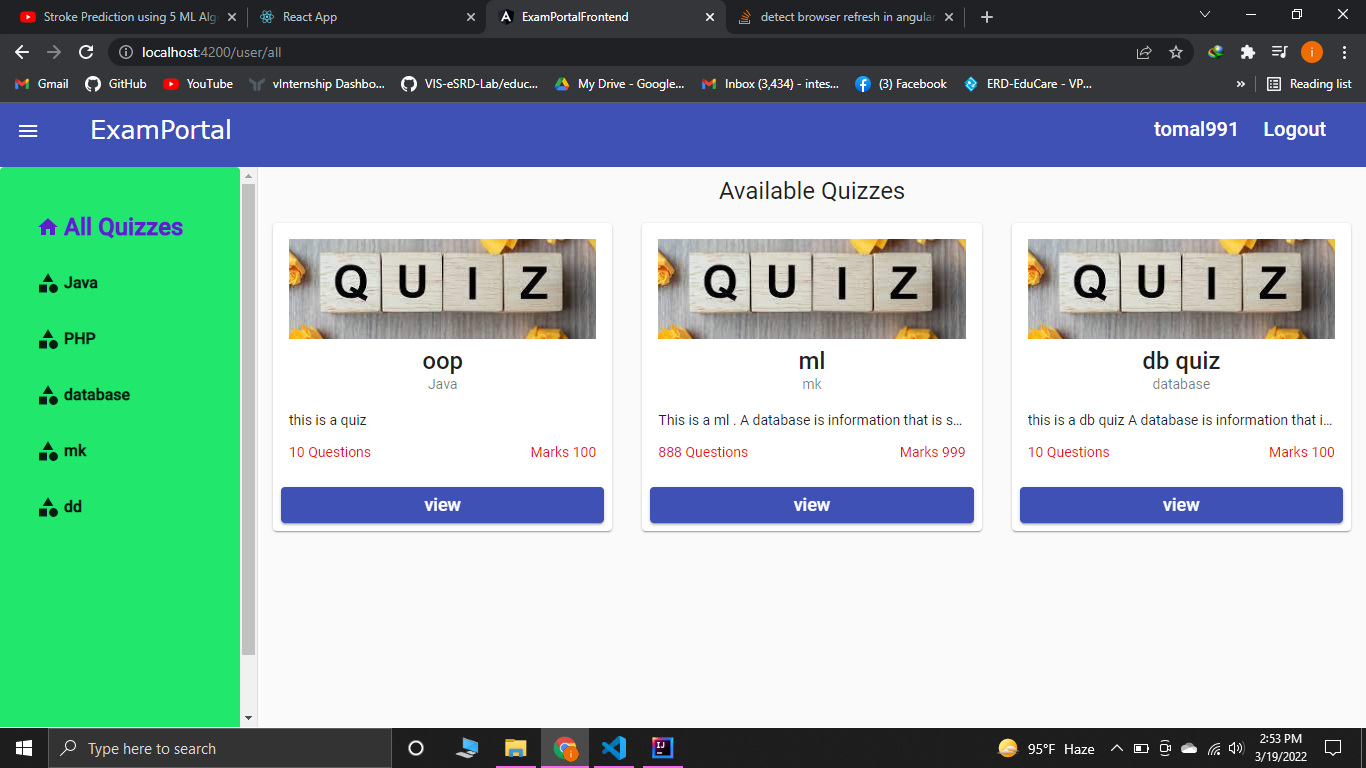 Stroke Prediction using 5 ML Alg
React App
ExamPortalFrontend
detect browser refresh in angular
localhost:4200/user/all
Gmail
GitHub
YouTube
vInternship Dashbo...
VIS-eSRD-Lab/educ...
My Drive - Google...
Inbox (3,434) - intes...
(3) Facebook
ERD-EduCare - VP...
»
Reading list
ExamPortal
tomal991
Logout
All Quizzes
Java
PHP
database
mk
dd
Available Quizzes
QUIZ
oop
Java
this is a quiz
10 Questions
Marks 100
view
QUIZ
ml
mk
This is a ml . A database is information that is s...
888 Questions
Marks 999
view
QUIZ
db quiz
database
this is a db quiz A database is information that i...
10 Questions
Marks 100
view
Type here to search
95°F Haze
2:53 PM
3/19/2022